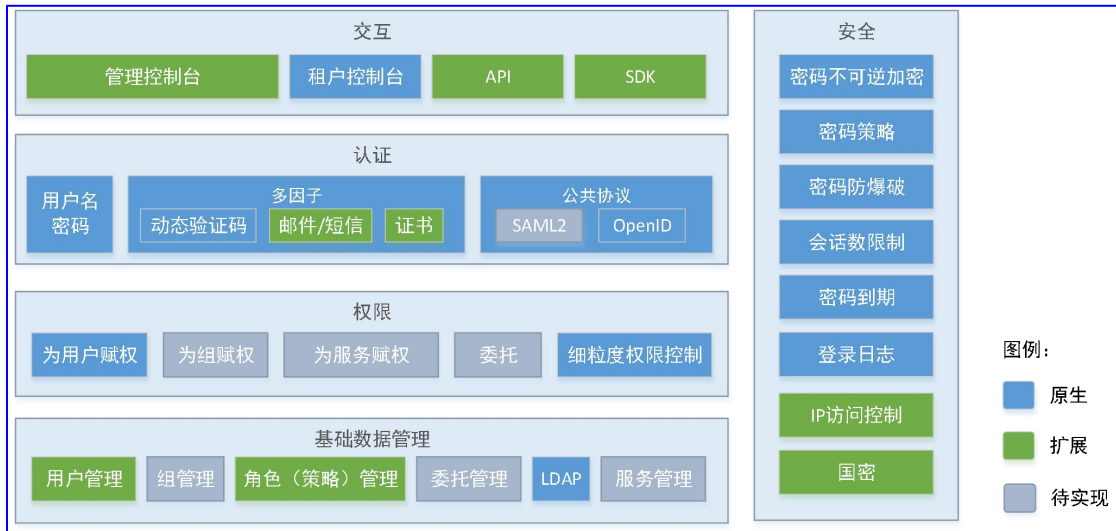 交互
管理控制台
租户控制台
API
SDK
认证
用户名
密码
多因子
动态验证码
邮件/短信
证书
公共协议
SAML2
OpenID
权限
为用户赋权
为组赋权
为服务赋权
委托
细粒度权限控制
基础数据管理
用户管理
组管理
角色（策略）管理
委托管理
LDAP
服务管理
安全
密码不可逆加密
密码策略
密码防爆破
会话数限制
密码到期
登录日志
IP访问控制
国密
图例：
原生
扩展
待实现